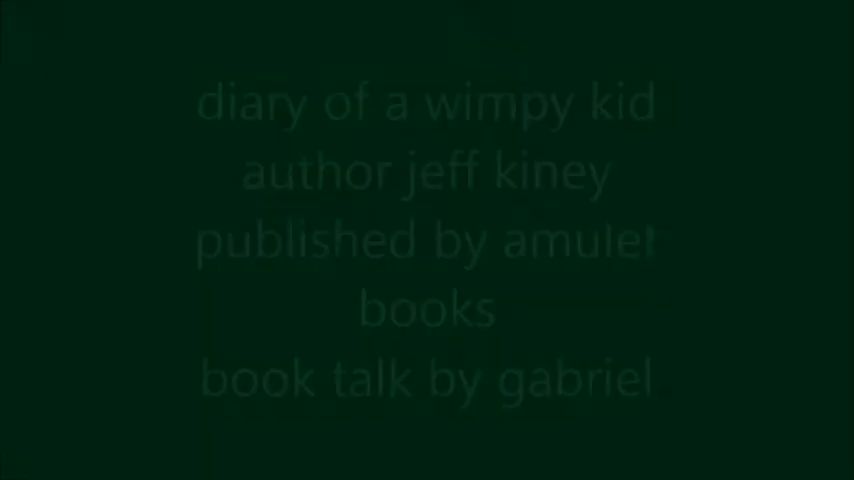 diary of a wimpy kid
author jeff kiney
published by amulet
books
book talk by gabriel